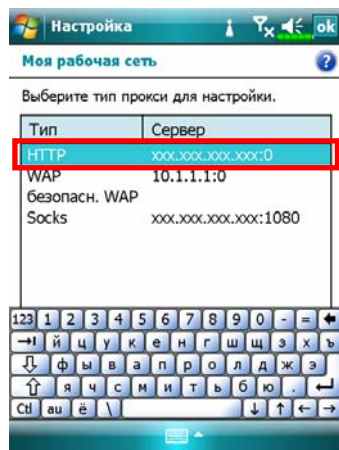 Настройка ok
Моя рабочая сеть ?
Выберите тип прокси для настройки.
Тип Сервер
HTTP xxx.xxx.xxx.xxx:0
WAP 10.1.1.1:0
безопасн. WAP
Socks xxx.xxx.xxx.xxx:1080
123 1 2 3 4 5 6 7 8 9 0 - =
й ц у к е н г ш щ з х ъ
ф ы в а п р о л д ж э
я ч с м и т ь б ю .
Ctl au ё \ ↓ ↑ ← →